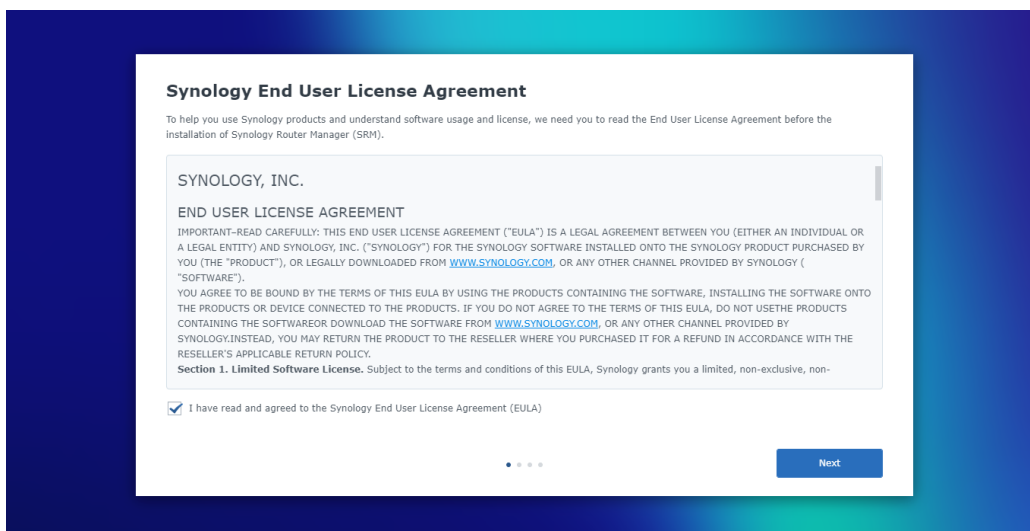 Synology End User License Agreement
To help you use Synology products and understand software usage and license, we need you to read the End User License Agreement before the
installation of Synology Router Manager (SRM).
SYNOLOGY, INC.
END USER LICENSE AGREEMENT
IMPORTANT–READ CAREFULLY: THIS END USER LICENSE AGREEMENT ("EULA") IS A LEGAL AGREEMENT BETWEEN YOU (EITHER AN INDIVIDUAL OR
A LEGAL ENTITY) AND SYNOLOGY, INC. ("SYNOLOGY") FOR THE SYNOLOGY SOFTWARE INSTALLED ONTO THE SYNOLOGY PRODUCT PURCHASED BY
YOU (THE "PRODUCT"), OR LEGALLY DOWNLOADED FROM WWW.SYNOLOGY.COM, OR ANY OTHER CHANNEL PROVIDED BY SYNOLOGY (
"SOFTWARE").
YOU AGREE TO BE BOUND BY THE TERMS OF THIS EULA BY USING THE PRODUCTS CONTAINING THE SOFTWARE, INSTALLING THE SOFTWARE ONTO
THE PRODUCTS OR DEVICE CONNECTED TO THE PRODUCTS. IF YOU DO NOT AGREE TO THE TERMS OF THIS EULA, DO NOT USETHE PRODUCTS
CONTAINING THE SOFTWAREOR DOWNLOAD THE SOFTWARE FROM WWW.SYNOLOGY.COM, OR ANY OTHER CHANNEL PROVIDED BY
SYNOLOGY.INSTEAD, YOU MAY RETURN THE PRODUCT TO THE RESELLER WHERE YOU PURCHASED IT FOR A REFUND IN ACCORDANCE WITH THE
RESELLER'S APPLICABLE RETURN POLICY.
Section 1. Limited Software License. Subject to the terms and conditions of this EULA, Synology grants you a limited, non-exclusive, non-
I have read and agreed to the Synology End User License Agreement (EULA)
Next